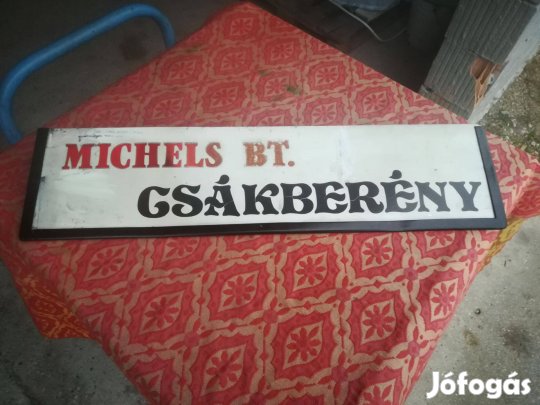 MICHELS BT.
CSÁKBERÉNY
Jófogás